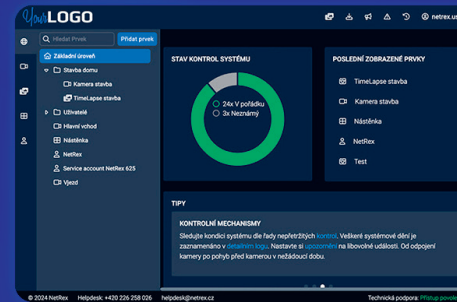 YourLOGO
netrex.us
Hledat Prvek
Přidat prvek
Základní úroveň
Stavba domu
Kamera stavba
TimeLapse stavba
Uživatelé
Hlavní vchod
Nástěnka
NetRex
Service account NetRex 625
Vjezd
STAV KONTROL SYSTÉMU
24x V pořádku
3x Neznámý
POSLEDNÍ ZOBRAZENÉ PRVKY
TimeLapse stavba
Kamera stavba
Nástěnka
NetRex
Test
TIPY
KONTROLNÍ MECHANISMY
Sledujte kondici systému dle řady nepřetržitých kontrol. Veškeré systémové dění je
zaznamenáno v detailním logu. Nastavte si upozornění na libovolné události. Od odpojení
kamery po pohyb před kamerou v nežádoucí dobu.
© 2024 NetRex Helpdesk: +420 226 258 026 helpdesk@netrex.cz
Technická podpora: Přístup povole